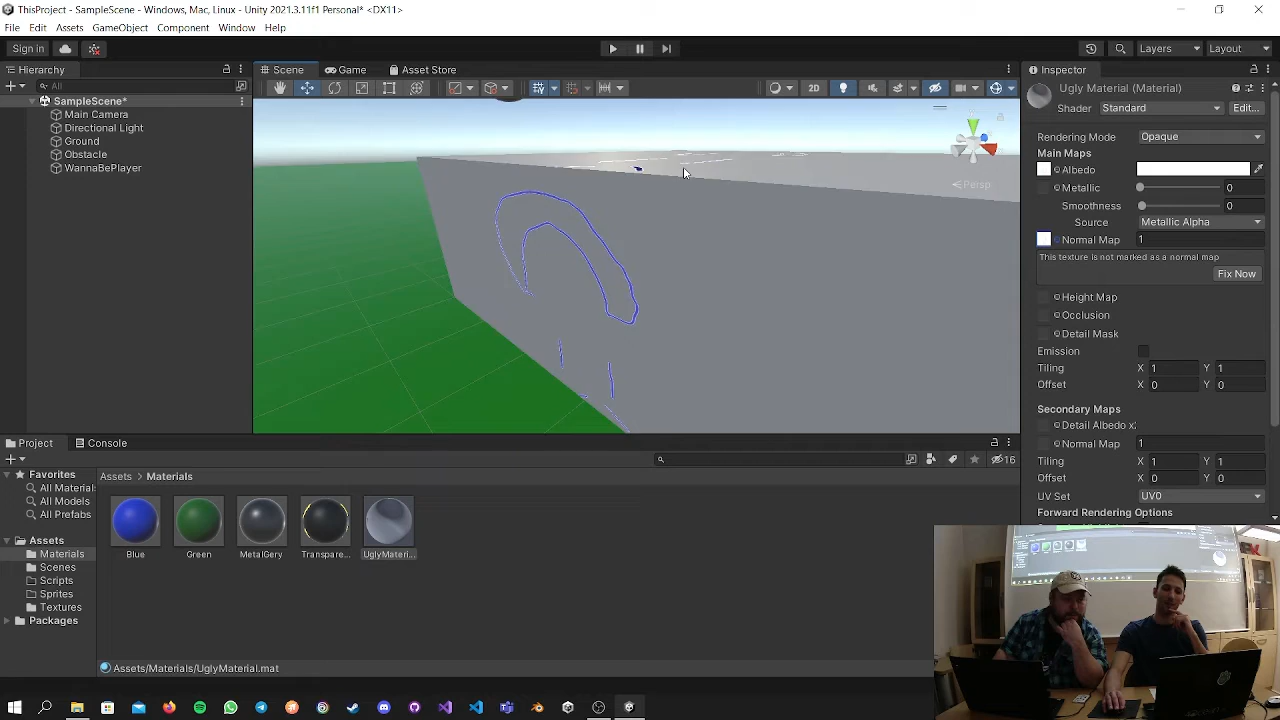 ThisProject - SampleScene - Windows, Mac, Linux - Unity 2021.3.11f1 Personal* <DX11>
File Edit Assets GameObject Component Window Help
Sign in Layers Layout
Hierarchy Scene Game Asset Store Inspector
All
2D
SampleScene*
Main Camera
Directional Light
Ground
Obstacle
WannaBePlayer
Persp
Ugly Material (Material)
Shader Standard Edit...
Rendering Mode Opaque
Main Maps
Albedo
Metallic 0
Smoothness 0
Source Metallic Alpha
Normal Map 1
This texture is not marked as a normal map
Fix Now
Height Map
Occlusion
Detail Mask
Emission
Tiling X 1 Y 1
Offset X 0 Y 0
Secondary Maps
Detail Albedo x
Normal Map 1
Tiling X 1 Y 1
Offset X 0 Y 0
UV Set UV0
Forward Rendering Options
Project Console
16
Favorites
All Material
All Models
All Prefabs
Assets
Materials
Scenes
Scripts
Sprites
Textures
Packages
Assets > Materials
Blue Green MetalGery Transpare... UglyMateri...
Assets/Materials/UglyMaterial.mat